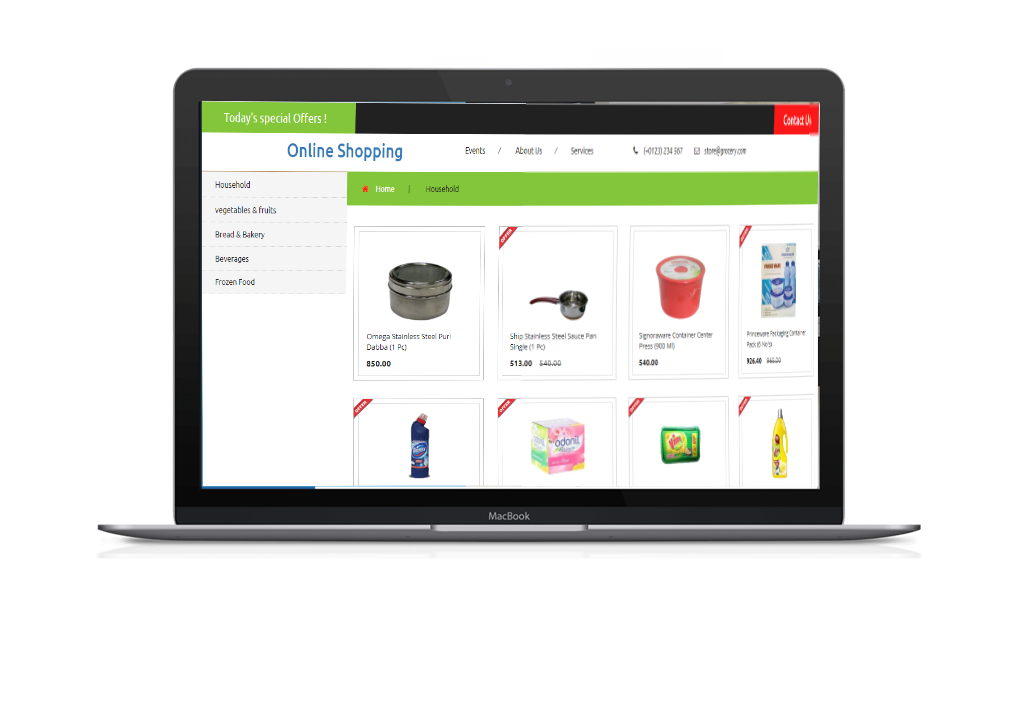 Today's special Offers !
Contact Us
Online Shopping
Events / About Us / Services
(+0123) 234 567
store@grocery.com
Household
vegetables & fruits
Bread & Bakery
Beverages
Frozen Food
Home | Household
Omega Stainless Steel Puri
Dabba (1 Pc)
850.00
OFFER
Ship Stainless Steel Sauce Pan
Single (1 Pc)
513.00 540.00
Signoraware Container Center
Press (900 Ml)
540.00
OFFER
Princeware Packaging Container
Pack (6 No's)
926.40 965.00
OFFER
OFFER
odonil
OFFER
OFFER
MacBook